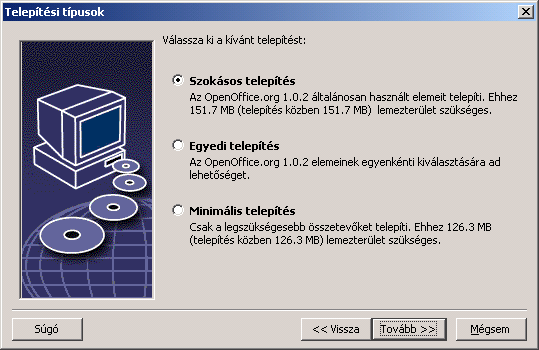 Telepítési típusok
Válassza ki a kívánt telepítést:
Szokásos telepítés
Az OpenOffice.org 1.0.2 általánosan használt elemeit telepíti. Ehhez
151.7 MB (telepítés közben 151.7 MB) lemezterület szükséges.
Egyedi telepítés
Az OpenOffice.org 1.0.2 elemeinek egyenkénti kiválasztására ad
lehetőséget.
Minimális telepítés
Csak a legszükségesebb összetevőket telepíti. Ehhez 126.3 MB
(telepítés közben 126.3 MB) lemezterület szükséges.
Súgó
<< Vissza
Tovább >>
Mégsem